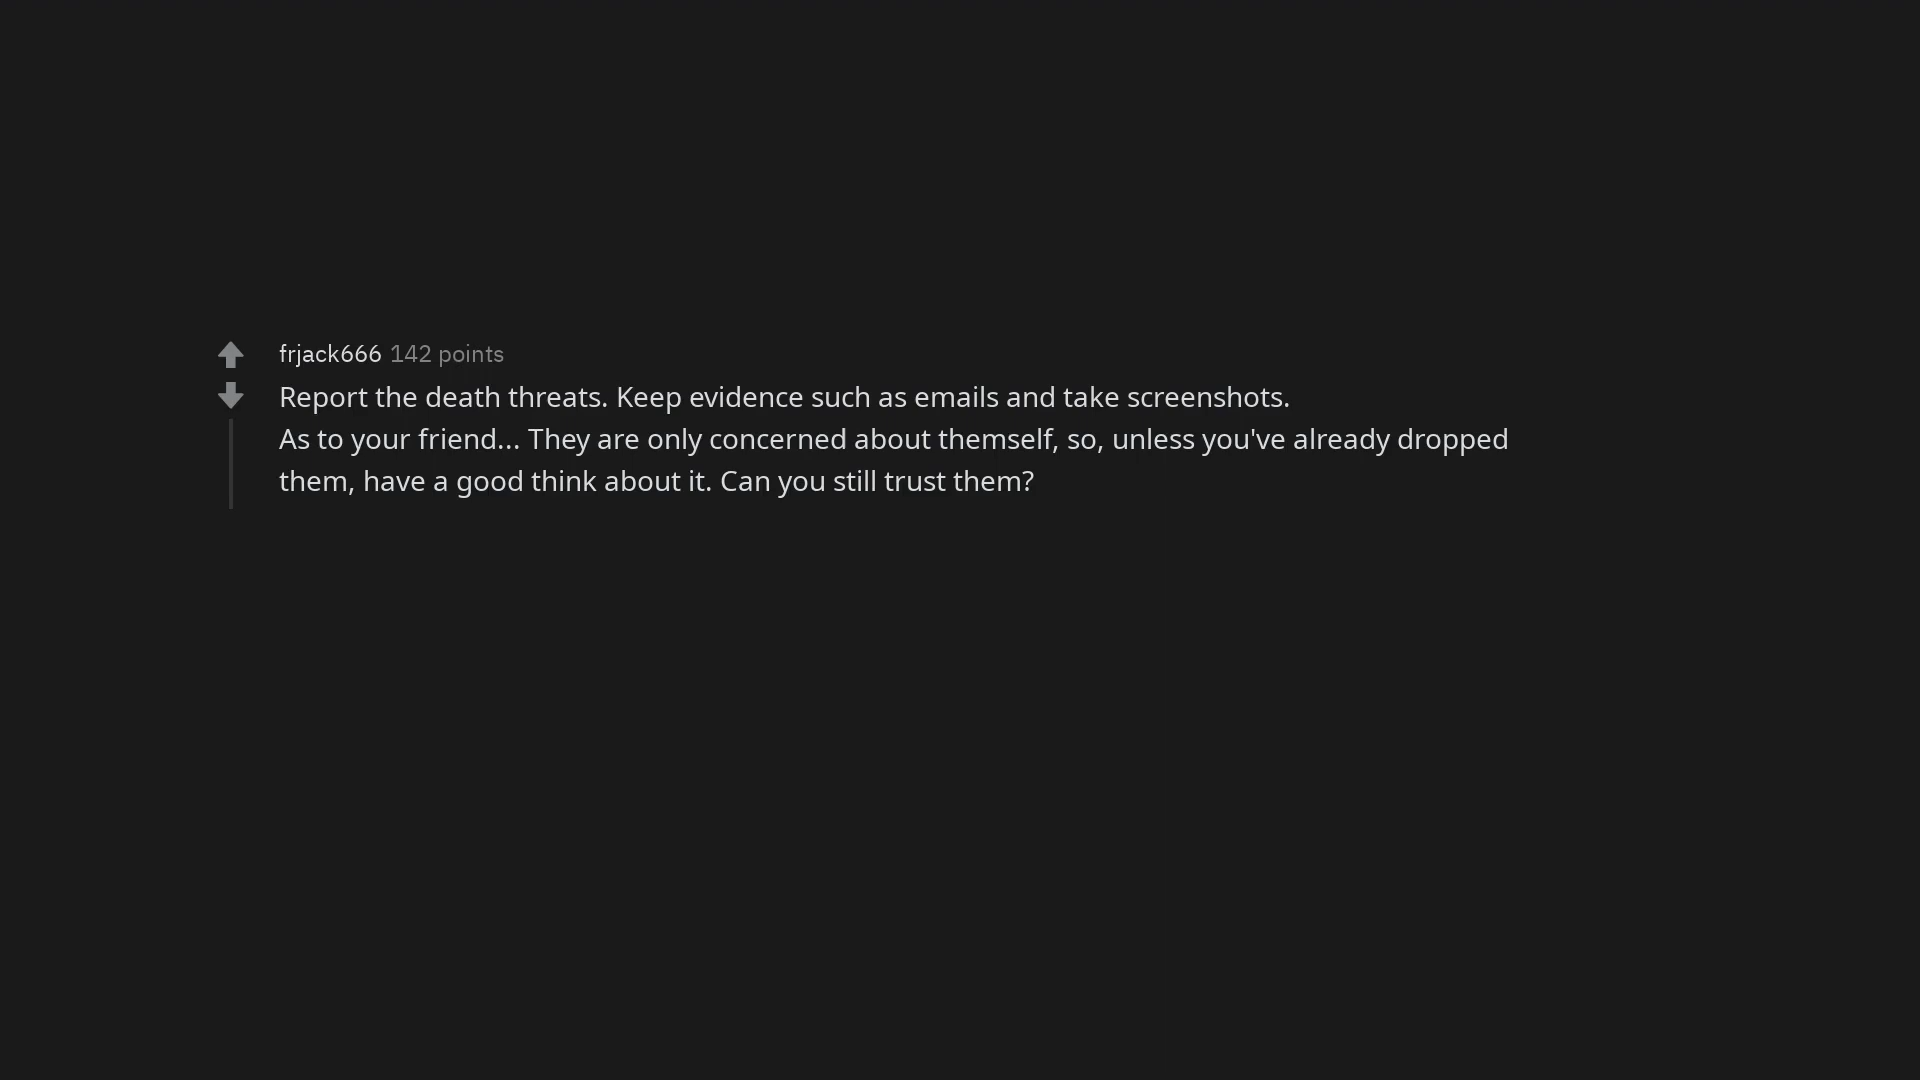 frjack666 142 points
Report the death threats. Keep evidence such as emails and take screenshots.
As to your friend... They are only concerned about themself, so, unless you've already dropped
them, have a good think about it. Can you still trust them?